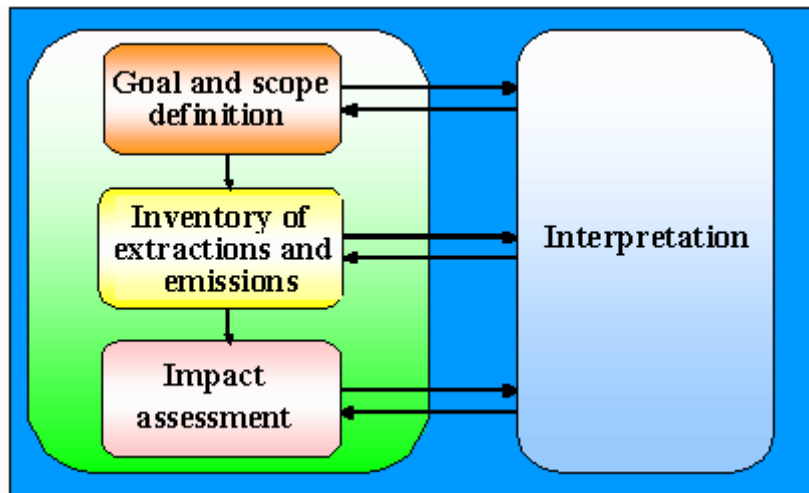 Goal and scope
definition
Inventory of
extractions and
emissions
Impact
assessment
Interpretation